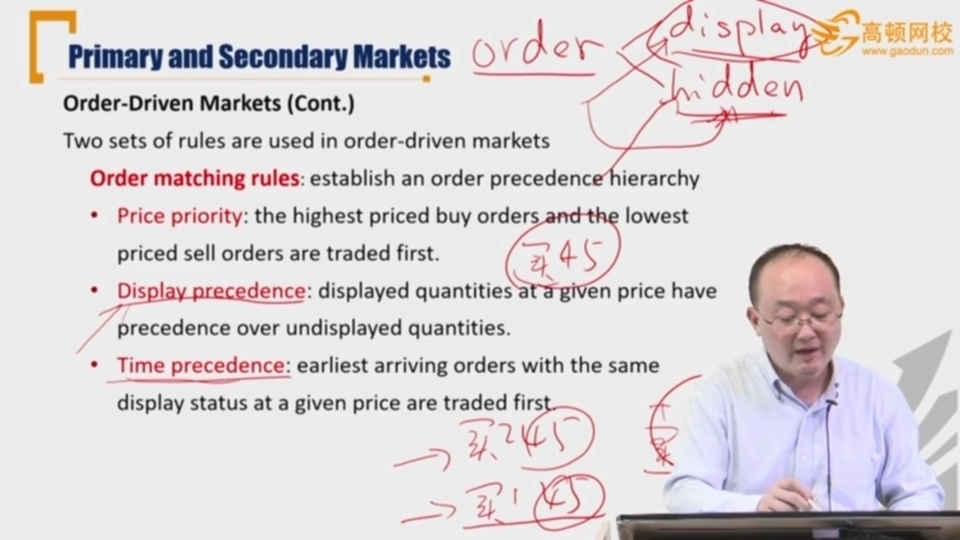 Primary and Secondary Markets
order
display
hidden
高顿网校
www.gaodun.com
Order-Driven Markets (Cont.)
Two sets of rules are used in order-driven markets
Order matching rules: establish an order precedence hierarchy
• Price priority: the highest priced buy orders and the lowest
priced sell orders are traded first.
买 45
• Display precedence: displayed quantities at a given price have
precedence over undisplayed quantities.
• Time precedence: earliest arriving orders with the same
display status at a given price are traded first.
买2 45
买1 45